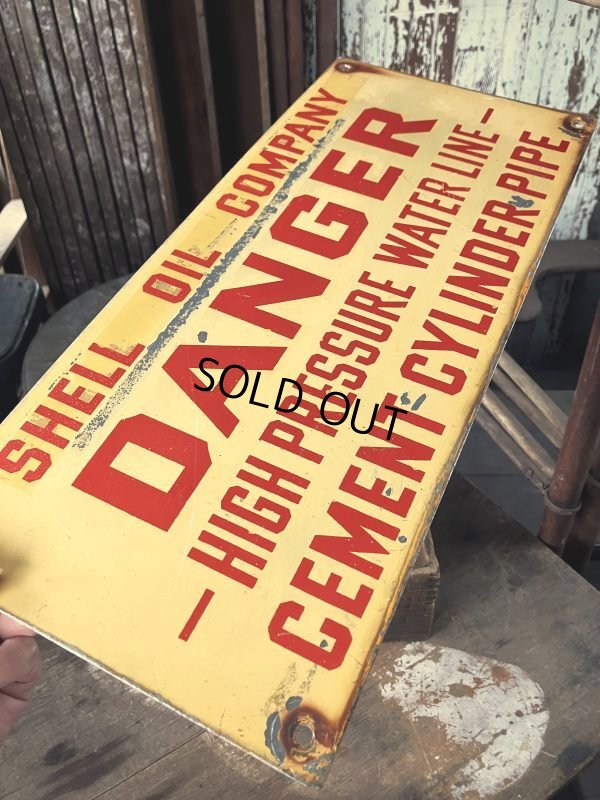 SHELL OIL COMPANY
DANGER
— HIGH PRESSURE WATER LINE —
CEMENT-CYLINDER-PIPE
SOLD OUT